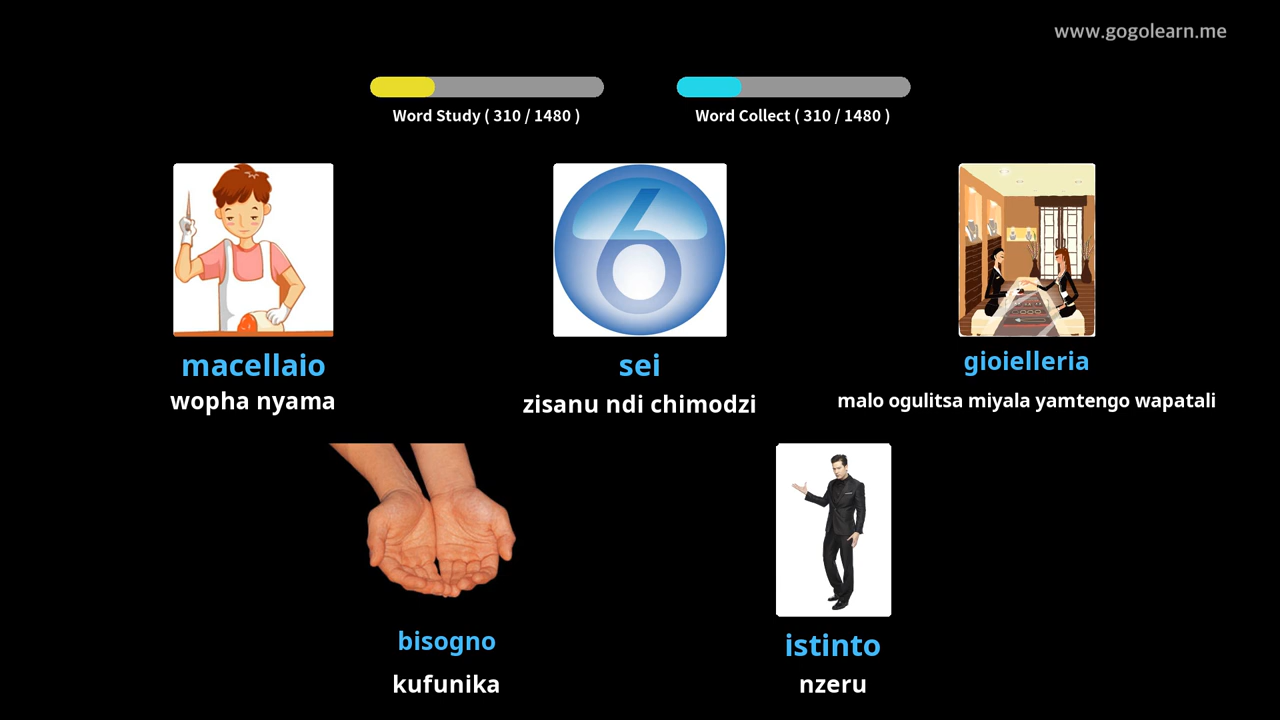 www.gogolearn.me
Word Study ( 310 / 1480 )
Word Collect ( 310 / 1480 )
6
macellaio
wopha nyama
sei
zisanu ndi chimodzi
gioielleria
malo ogulitsa miyala yamtengo wapatali
bisogno
kufunika
istinto
nzeru